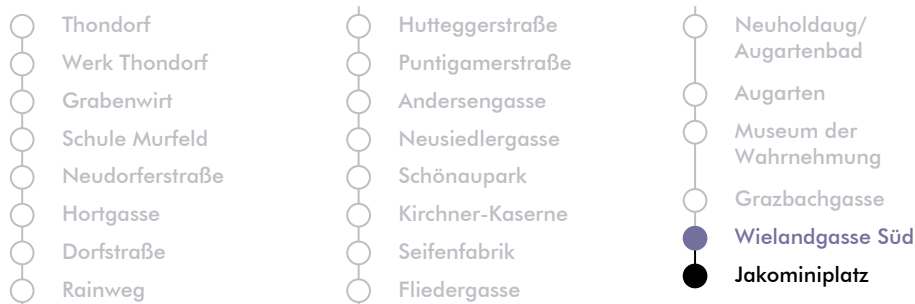 Thondorf
Werk Thondorf
Grabenwirt
Schule Murfeld
Neudorferstraße
Hortgasse
Dorfstraße
Rainweg
Hutteggerstraße
Puntigamerstraße
Andersengasse
Neusiedlergasse
Schönaupark
Kirchner-Kaserne
Seifenfabrik
Fliedergasse
Neuholdaug/
Augartenbad
Augarten
Museum der
Wahrnehmung
Grazbachgasse
Wielandgasse Süd
Jakominiplatz